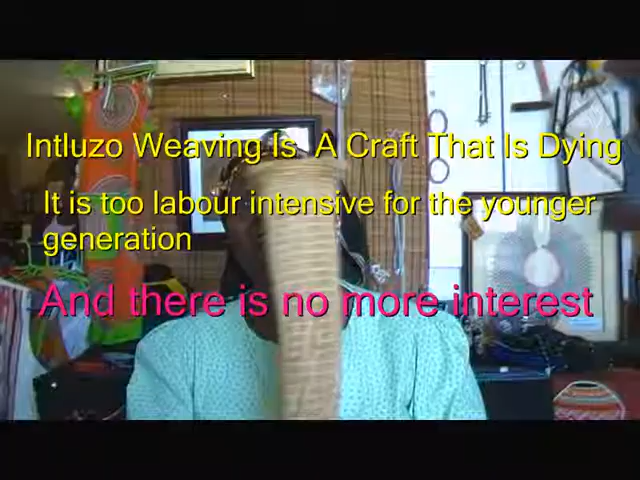 Intluzo Weaving Is A Craft That Is Dying
It is too labour intensive for the younger
generation
And there is no more interest